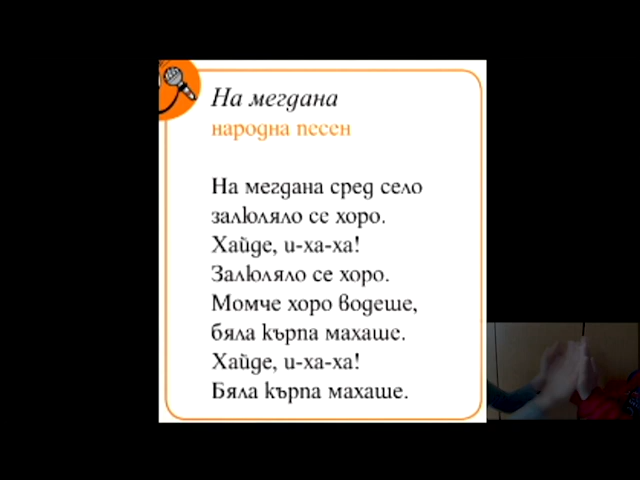 На мегдана
народна песен
На мегдана сред село
залюляло се хоро.
Хайде, и-ха-ха!
Залюляло се хоро.
Момче хоро водеше,
бяла кърпа махаше.
Хайде, и-ха-ха!
Бяла кърпа махаше.